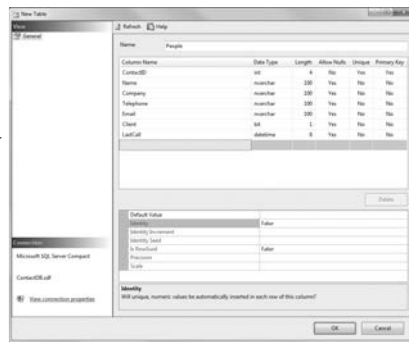 New Table
View
General
Refresh Help
Name People
Column Name Data Type Length Allow Nulls Unique Primary Key
ContactID int 4 No Yes Yes
Name nvarchar 100 Yes No No
Company nvarchar 100 Yes No No
Telephone nvarchar 100 Yes No No
Email nvarchar 100 Yes No No
Client bit 1 Yes No No
LastCall datetime 8 Yes No No
Delete
Default Value
Identity False
Identity Increment
Identity Seed
Is RowGuid False
Precision
Scale
Connection
Microsoft SQL Server Compact
ContactDB.sdf
View connection properties
Identity
Will unique, numeric values be automatically inserted in each row of this column?
OK Cancel